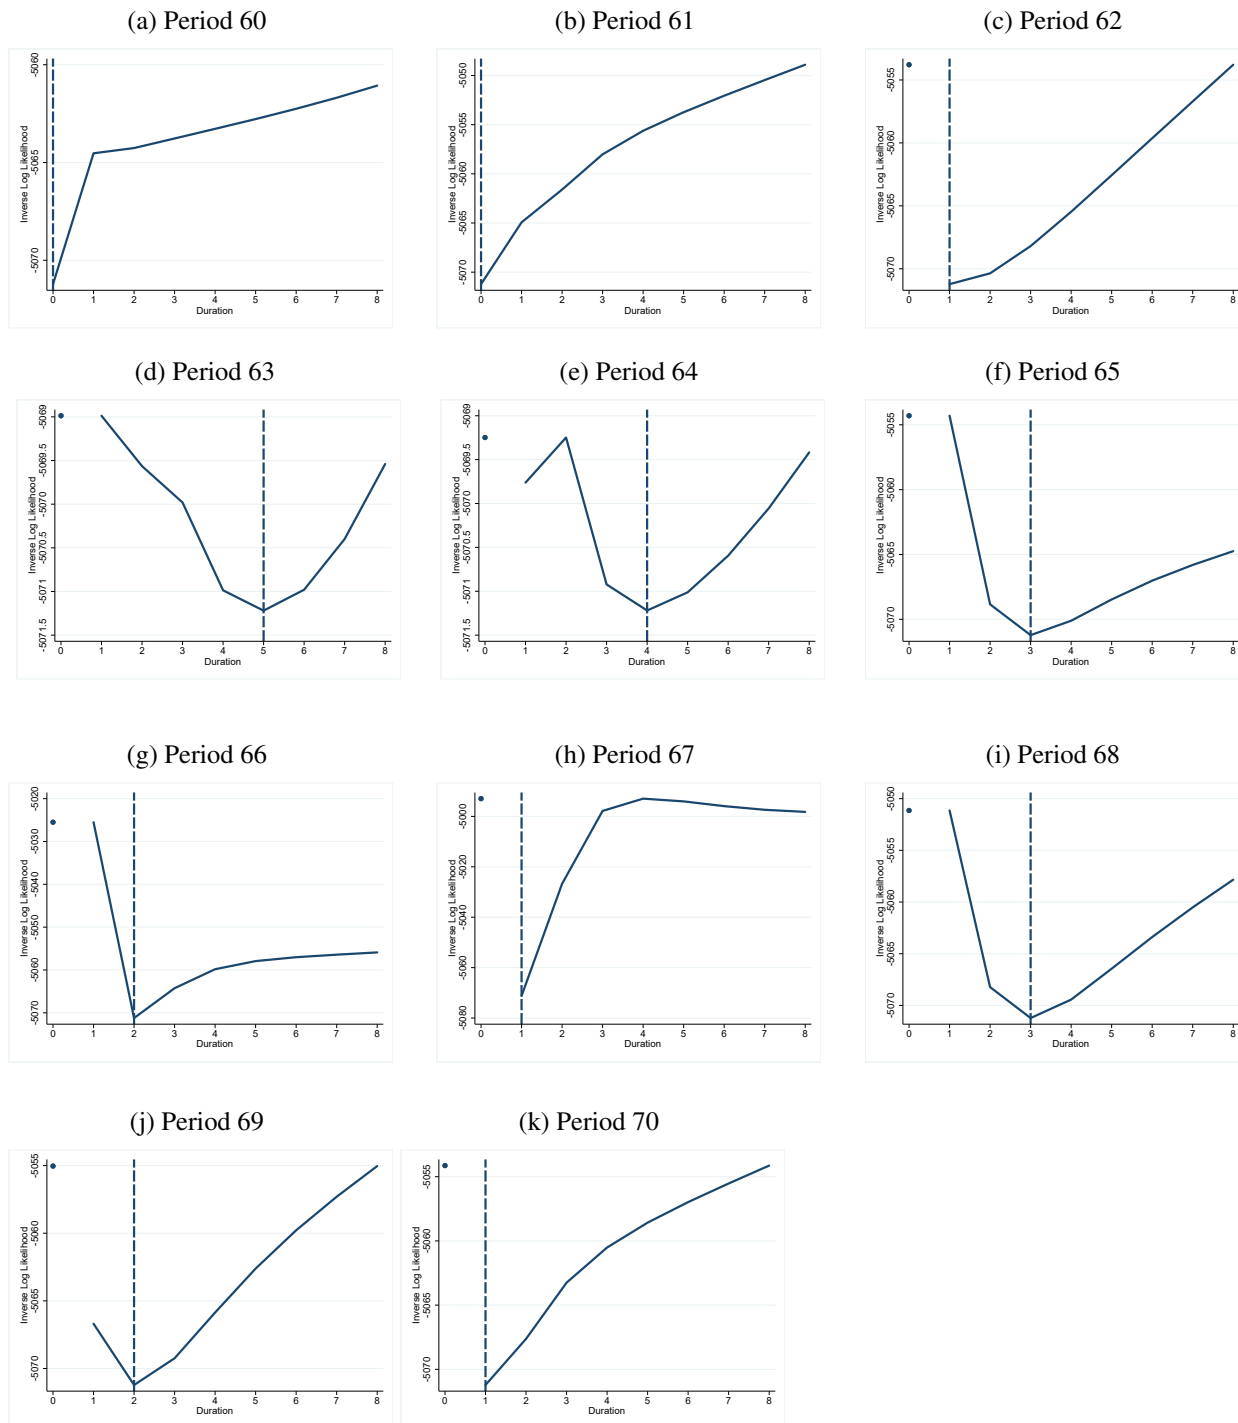 (a) Period 60
(b) Period 61
(c) Period 62
Inverse Log Likelihood
-5060
-5065
-5070
0 1 2 3 4 5 6 7 8
Duration
Inverse Log Likelihood
-5050
-5055
-5060
-5065
-5070
0 1 2 3 4 5 6 7 8
Duration
Inverse Log Likelihood
-5055
-5060
-5065
-5070
0 1 2 3 4 5 6 7 8
Duration
(d) Period 63
(e) Period 64
(f) Period 65
Inverse Log Likelihood
-5069
-5069.5
-5070
-5070.5
-5071
-5071.5
0 1 2 3 4 5 6 7 8
Duration
Inverse Log Likelihood
-5069
-5069.5
-5070
-5070.5
-5071
-5071.5
0 1 2 3 4 5 6 7 8
Duration
Inverse Log Likelihood
-5055
-5060
-5065
-5070
0 1 2 3 4 5 6 7 8
Duration
(g) Period 66
(h) Period 67
(i) Period 68
Inverse Log Likelihood
-5020
-5030
-5040
-5050
-5060
-5070
0 1 2 3 4 5 6 7 8
Duration
Inverse Log Likelihood
-5000
-5020
-5040
-5060
-5080
0 1 2 3 4 5 6 7 8
Duration
Inverse Log Likelihood
-5050
-5055
-5060
-5065
-5070
0 1 2 3 4 5 6 7 8
Duration
(j) Period 69
(k) Period 70
Inverse Log Likelihood
-5055
-5060
-5065
-5070
0 1 2 3 4 5 6 7 8
Duration
Inverse Log Likelihood
-5055
-5060
-5065
-5070
0 1 2 3 4 5 6 7 8
Duration